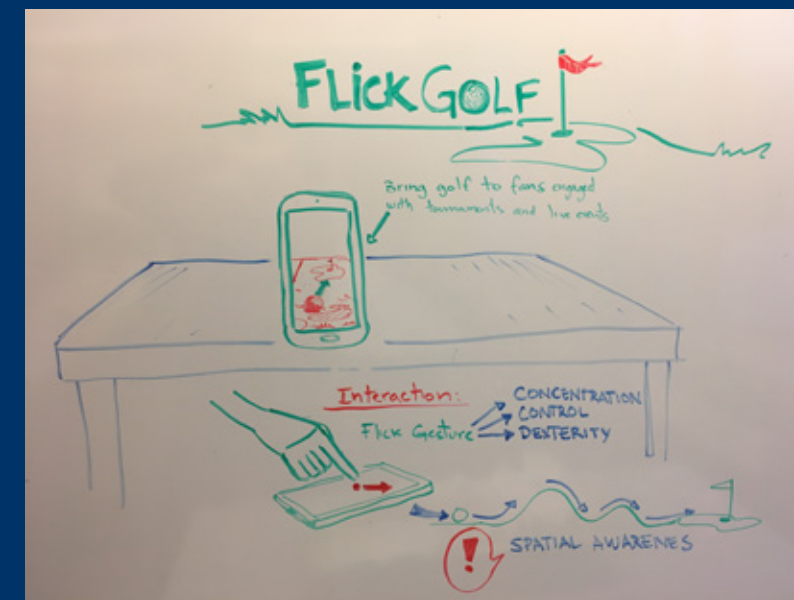 FLicK GOLF
Bring golf to fans engaged
with tournaments and live events
Interaction:
Flick Gesture
CONCENTRATION
CONTROL
DEXTERITY
!
SPATIAL AWARENES